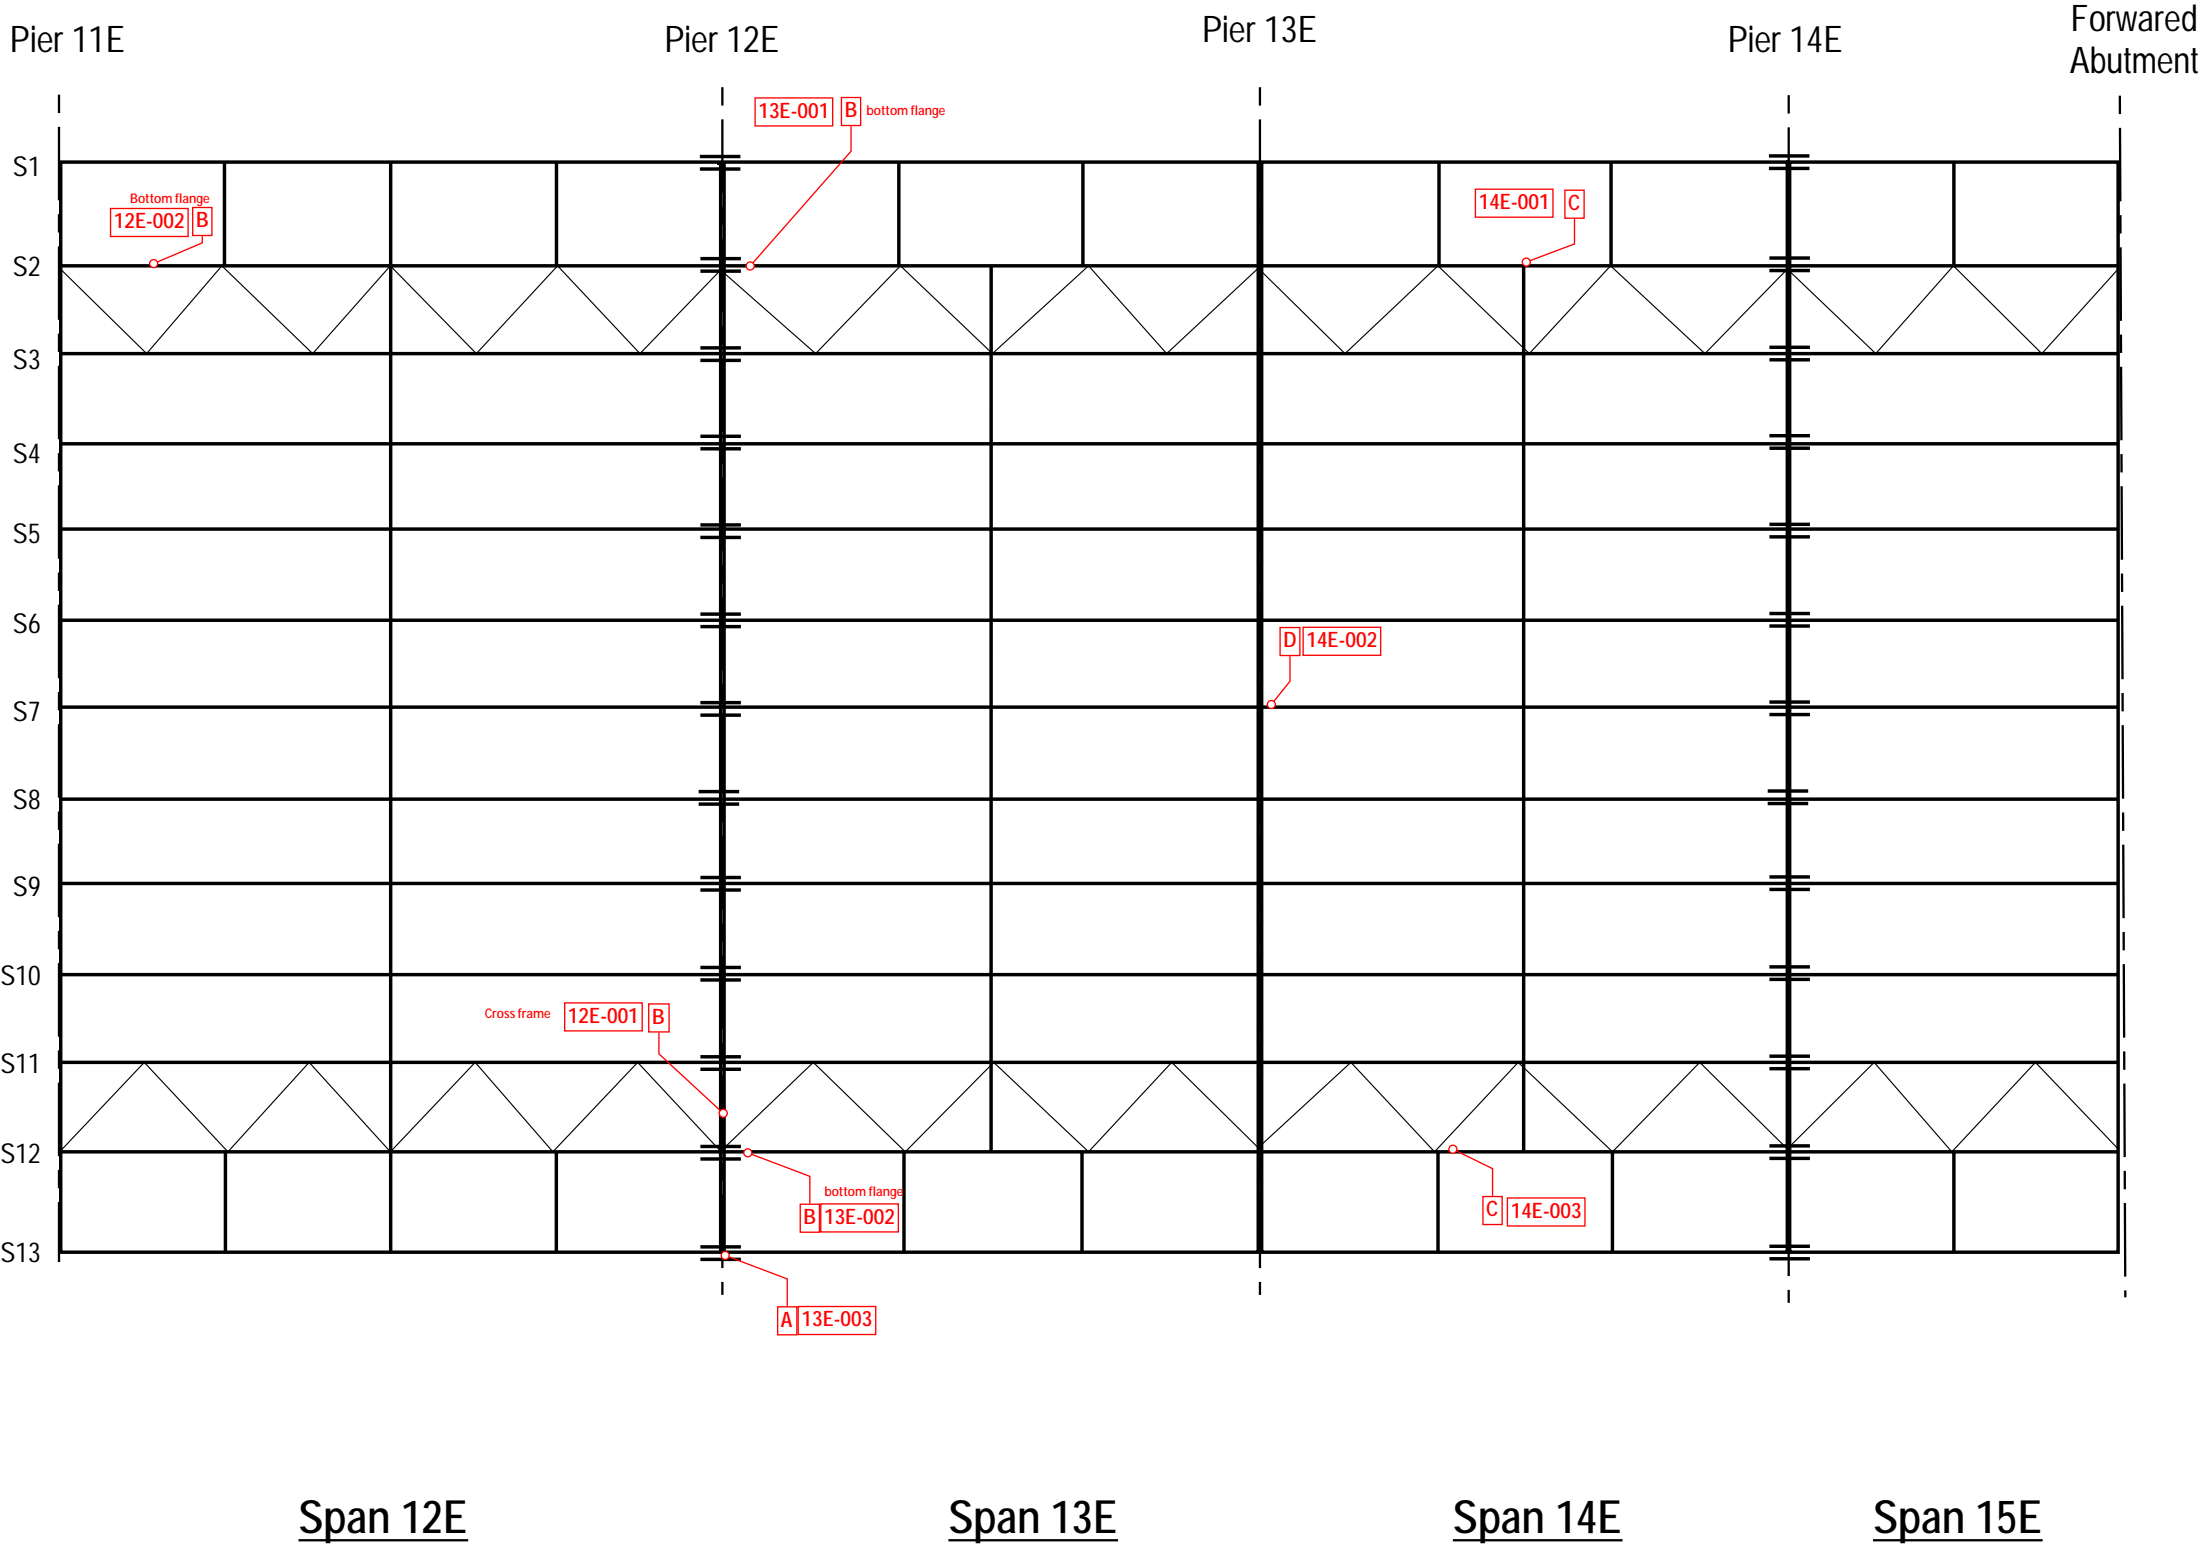 Pier 11E
Pier 12E
Pier 13E
Pier 14E
Forwared
Abutment
13E-001 B bottom flange
S1
Bottom flange
12E-002 B
14E-001 C
S2
S3
S4
S5
S6
D 14E-002
S7
S8
S9
S10
Cross frame 12E-001 B
S11
S12
bottom flange
B 13E-002
C 14E-003
S13
A 13E-003
Span 12E
Span 13E
Span 14E
Span 15E